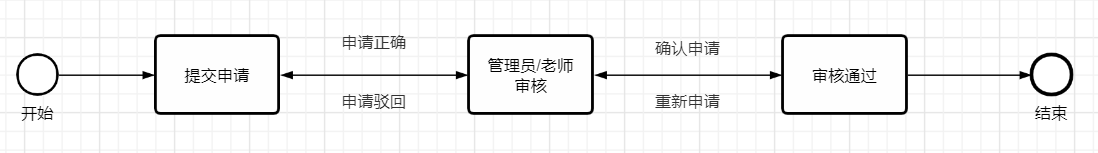 开始
提交申请
申请正确
申请驳回
管理员/老师
审核
确认申请
重新申请
审核通过
结束